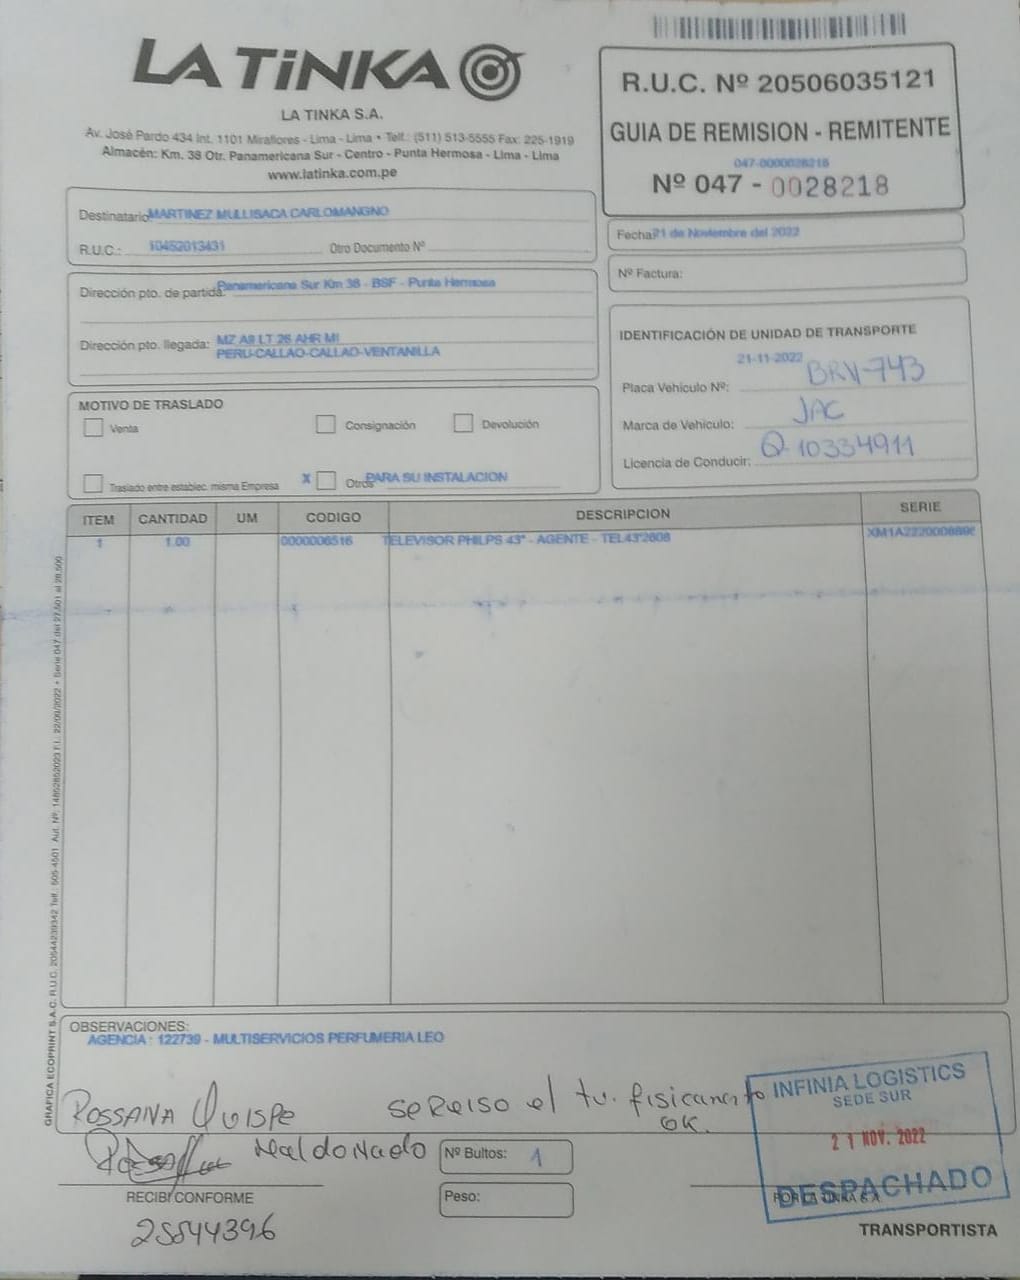 LA TiNKA
LA TINKA S.A.
Av. José Pardo 434 Int. 1101 Miraflores - Lima - Lima • Telf.: (511) 513-5555 Fax: 225-1919
Almacén: Km. 38 Otr. Panamericana Sur - Centro - Punta Hermosa - Lima - Lima
www.latinka.com.pe
R.U.C. Nº 20506035121
GUIA DE REMISION - REMITENTE
047-0000028218
Nº 047 - 0028218
Destinatario MARTINEZ MULLISACA CARLOMANGNO
R.U.C.: 10452013431 Otro Documento Nº
Fecha: 21 de Noviembre del 2022
Nº Factura:
Dirección pto. de partida: Panamericana Sur Km 38 - BSF - Punta Hermosa
Dirección pto. llegada: MZ A9 LT 26 AHR MI
PERU-CALLAO-CALLAO-VENTANILLA
IDENTIFICACIÓN DE UNIDAD DE TRANSPORTE
21-11-2022
Placa Vehículo Nº: BRV-743
Marca de Vehículo: JAC
Licencia de Conducir: Q-10334911
MOTIVO DE TRASLADO
Venta Consignación Devolución
Traslado entre establec. misma Empresa X Otros PARA SU INSTALACION
ITEM CANTIDAD UM CODIGO DESCRIPCION SERIE
1 1.00 0000006516 TELEVISOR PHILPS 43" - AGENTE - TEL43"2608
GRAFICA ECOPRINT S.A.C. R.U.C. 20544239342 Telf.: 505-4501 Aut. Nº: 14862862023 F.I.: 22/09/2022 • Serie 047 del 27,501 al 28,500
OBSERVACIONES:
AGENCIA : 122739 - MULTISERVICIOS PERFUMERIA LEO
ROSSANA QUISPE
Maldonado
se reviso el tv. fisicamente
OK.
INFINIA LOGISTICS
SEDE SUR
21 NOV. 2022
DESPACHADO
Nº Bultos: 1
Peso:
RECIBI CONFORME
25544396
POR LA TINKA S.A.
TRANSPORTISTA